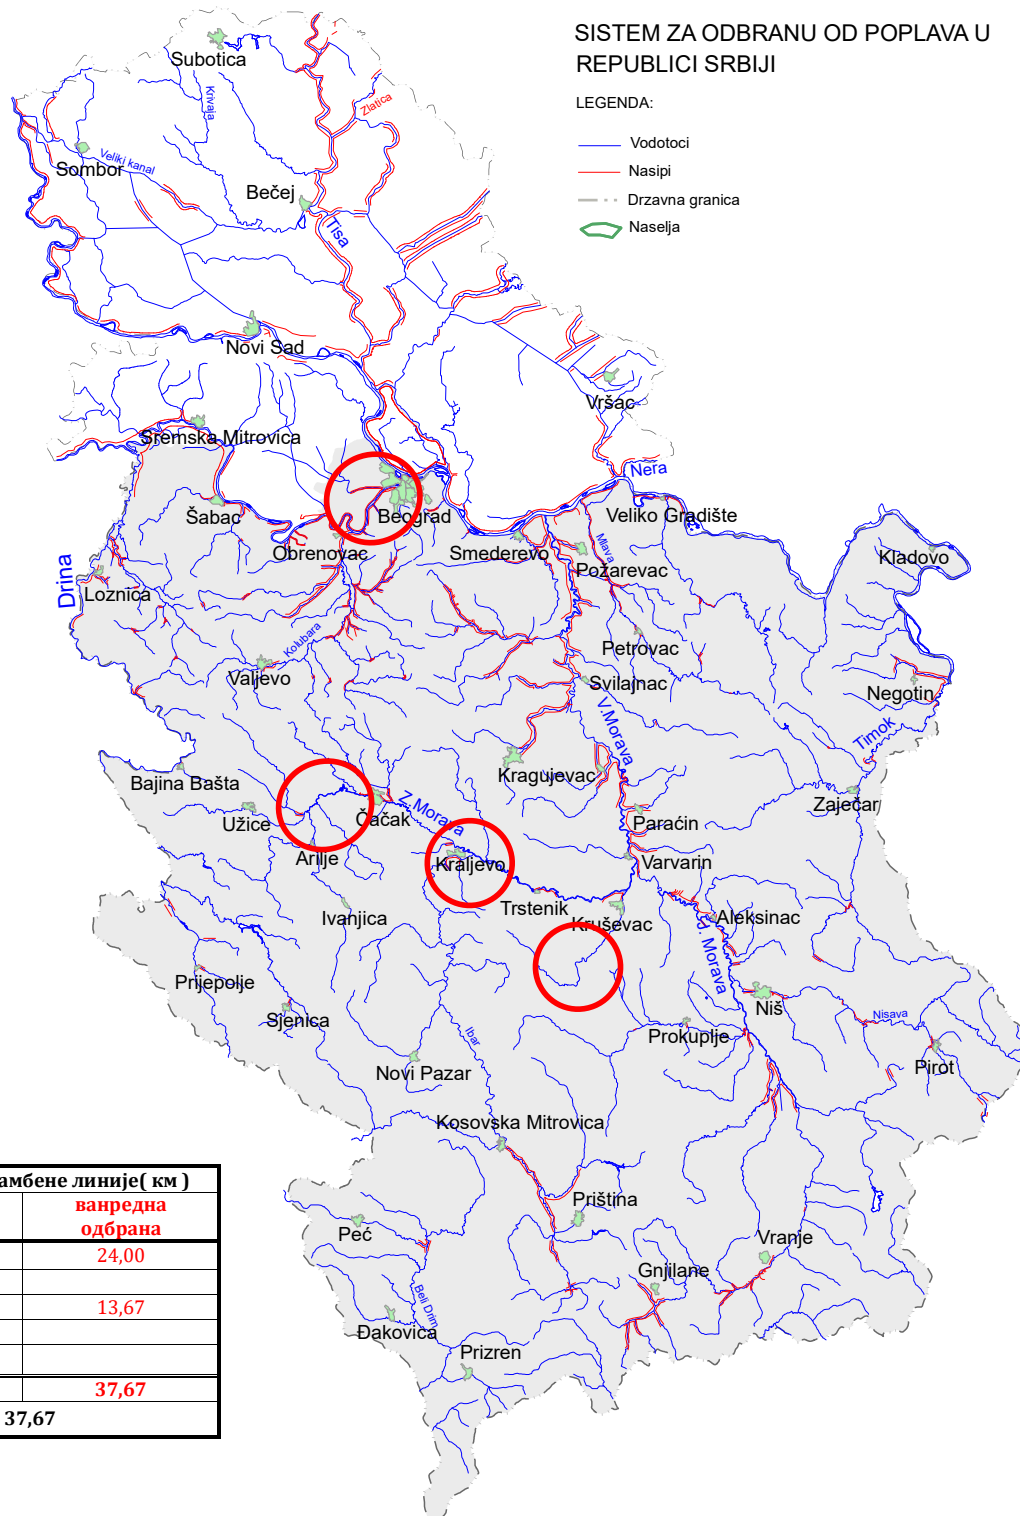 SISTEM ZA ODBRANU OD POPLAVA U
REPUBLICI SRBIJI
LEGENDA:
Vodotoci
Nasipi
Drzavna granica
Naselja
Subotica
Krivaja
Zlatica
Sombor
Veliki kanal
Bečej
Tisa
Novi Sad
Vršac
Sremska Mitrovica
Nera
Šabac
Beograd
Veliko Gradište
Obrenovac
Smederevo
Mlava
Požarevac
Kladovo
Drina
Loznica
Kolubara
Petrovac
Valjevo
Svilajnac
Negotin
V.Morava
Timok
Bajina Bašta
Kragujevac
Zaječar
Užice
Čačak
Z.Morava
Paraćin
Arilje
Kraljevo
Varvarin
Ivanjica
Trstenik
Kruševac
Aleksinac
J. Morava
Prijepolje
Sjenica
Niš
Nisava
Ibar
Prokuplje
Pirot
Novi Pazar
Kosovska Mitrovica
Priština
Peć
Vranje
Gnjilane
Beli Drim
Đakovica
Prizren
амбене линије( км )
ванредна
одбрана
24,00
13,67
37,67
37,67